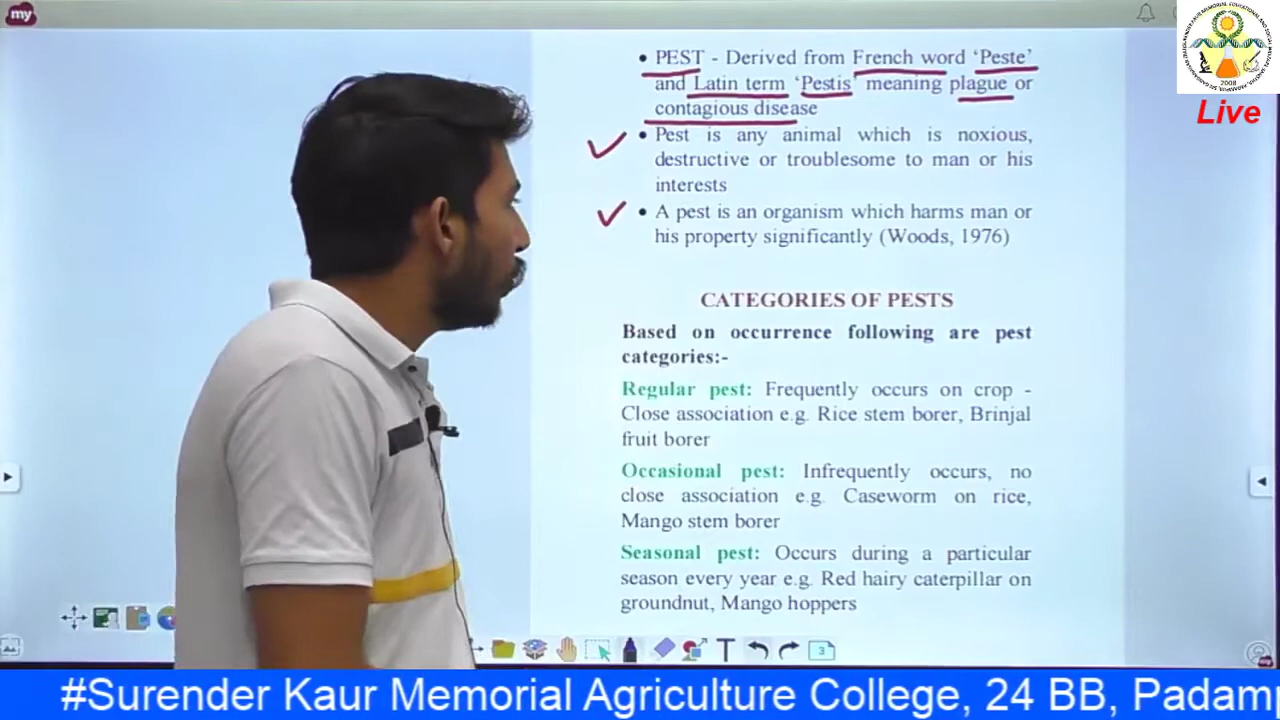 my
• PEST - Derived from French word ‘Peste’
and Latin term ‘Pestis’ meaning plague or
contagious disease
• Pest is any animal which is noxious,
destructive or troublesome to man or his
interests
• A pest is an organism which harms man or
his property significantly (Woods, 1976)
CATEGORIES OF PESTS
Based on occurrence following are pest
categories:-
Regular pest: Frequently occurs on crop -
Close association e.g. Rice stem borer, Brinjal
fruit borer
Occasional pest: Infrequently occurs, no
close association e.g. Caseworm on rice,
Mango stem borer
Seasonal pest: Occurs during a particular
season every year e.g. Red hairy caterpillar on
groundnut, Mango hoppers
T
3
my
2008
Live
#Surender Kaur Memorial Agriculture College, 24 BB, Padamp